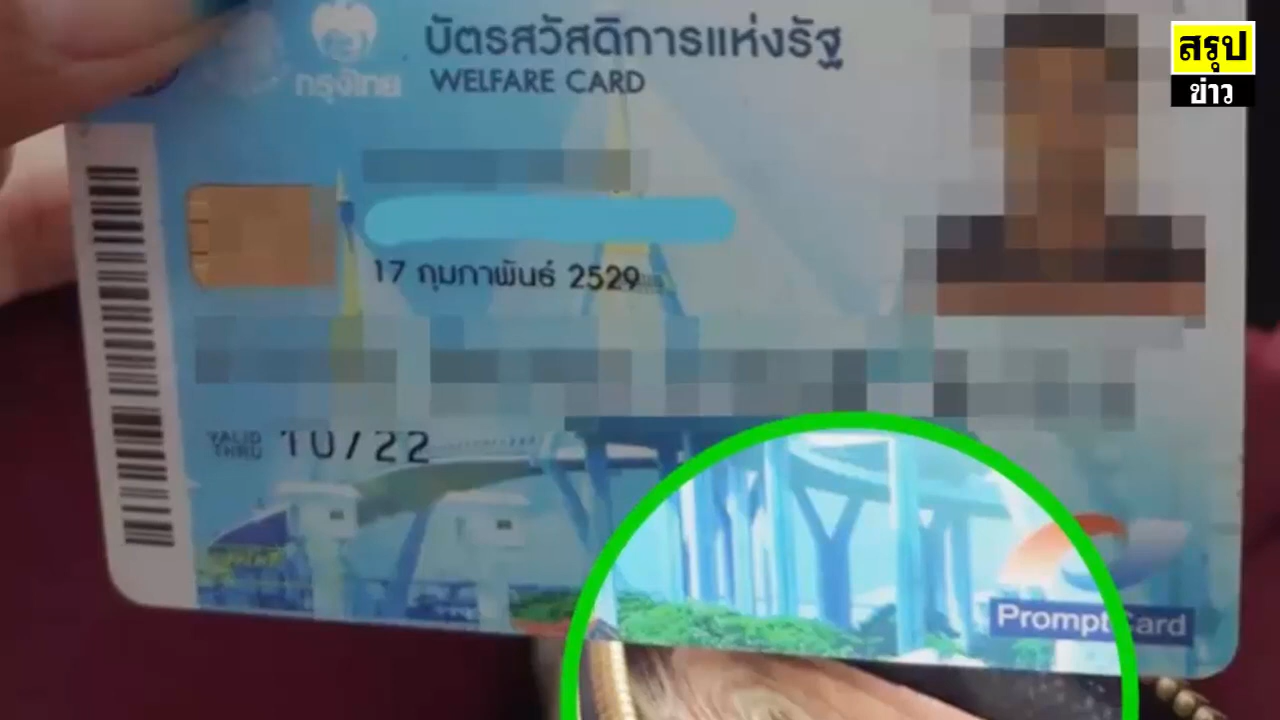 สรุป
ข่าว
กรุงไทย
บัตรสวัสดิการแห่งรัฐ
WELFARE CARD
17 กุมภาพันธ์ 2529
VALID
THRU
10/22
PromptCard